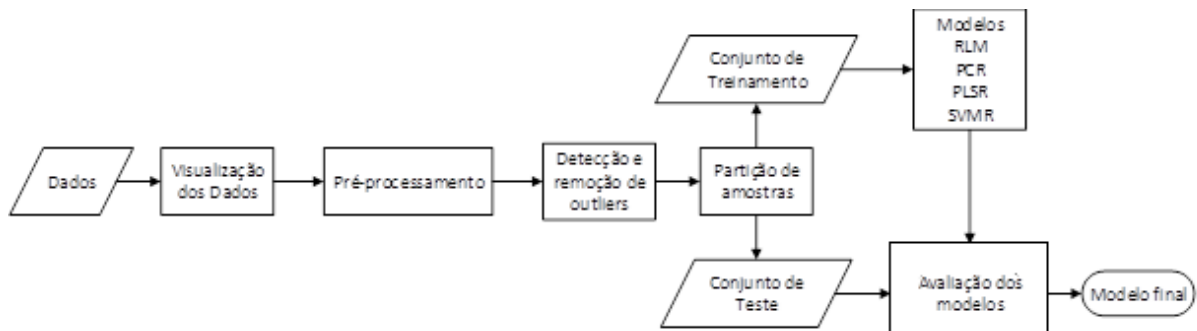 Dados
Visualização
dos Dados
Pré-processamento
Detecção e
remoção de
outliers
Partição de
amostras
Conjunto de
Treinamento
Modelos
RLM
PCR
PLSR
SVMR
Conjunto de
Teste
Avaliação dos
modelos
Modelo final